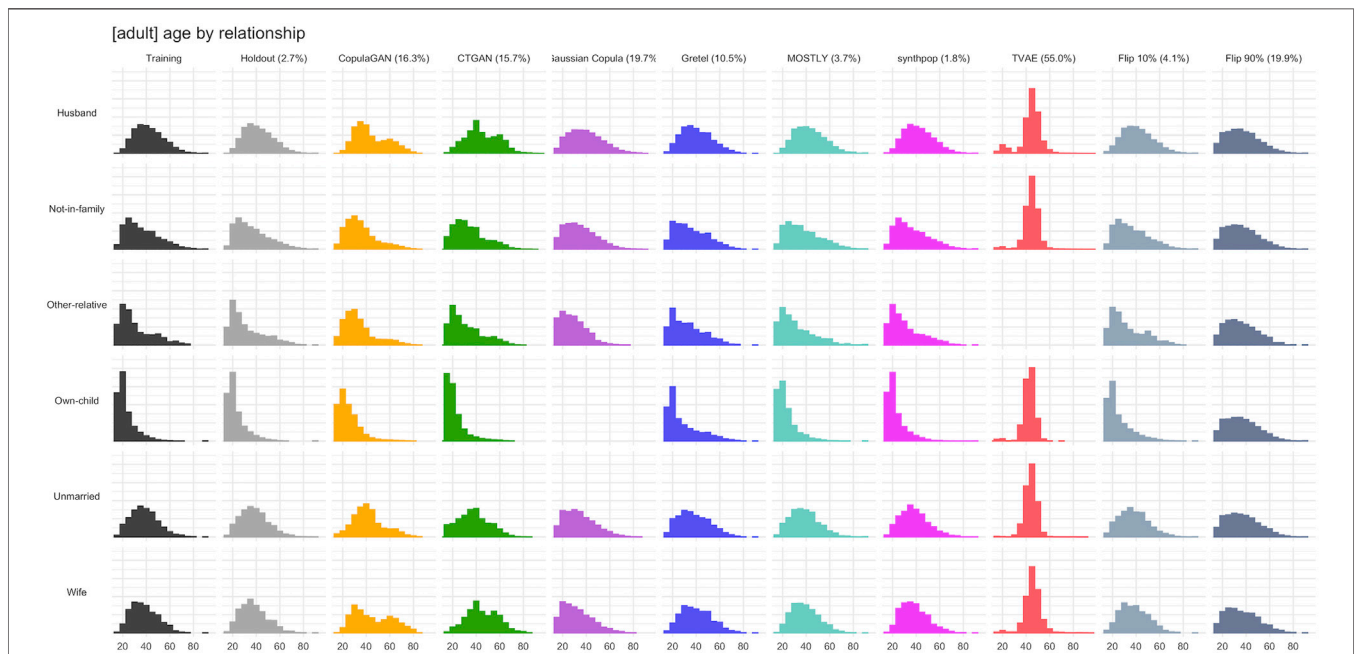 [adult] age by relationship
Training Holdout (2.7%) CopulaGAN (16.3%) CTGAN (15.7%) Gaussian Copula (19.7% Gretel (10.5%) MOSTLY (3.7%) synthpop (1.8%) TVAE (55.0%) Flip 10% (4.1%) Flip 90% (19.9%)
Husband
Not-in-family
Other-relative
Own-child
Unmarried
Wife
20 40 60 80 20 40 60 80 20 40 60 80 20 40 60 80 20 40 60 80 20 40 60 80 20 40 60 80 20 40 60 80 20 40 60 80 20 40 60 80 20 40 60 80